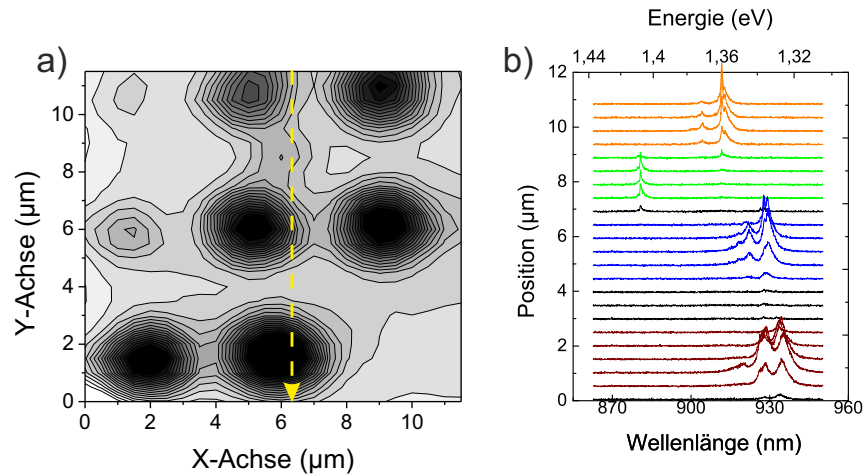 a)
Y-Achse (µm)
10
8
6
4
2
0
0 2 4 6 8 10
X-Achse (µm)
b)
Energie (eV)
1,44 1,4 1,36 1,32
Position (µm)
12
10
8
6
4
2
0
870 900 930 960
Wellenlänge (nm)